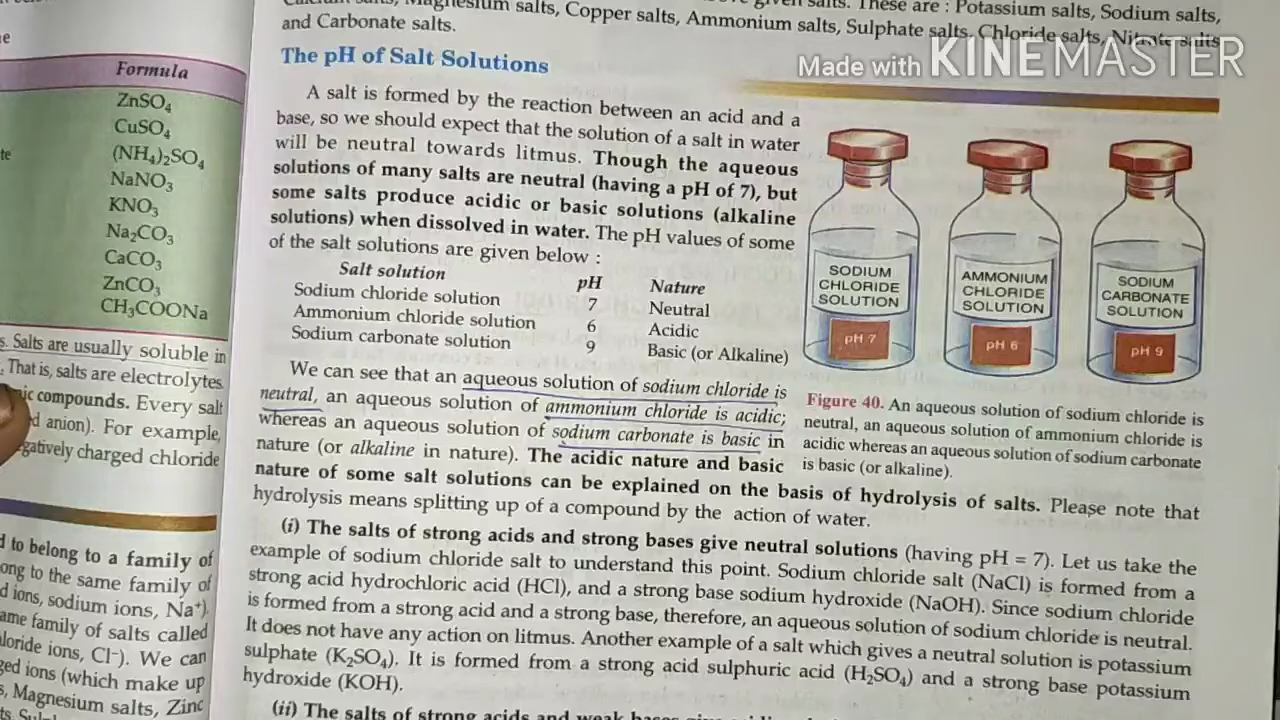 salts. These are : Potassium salts, Sodium salts,
Magnesium salts, Copper salts, Ammonium salts, Sulphate salts, Chloride salts, Nitrate salts
and Carbonate salts.
Made with KINEMASTER
Formula
ZnSO₄
CuSO₄
(NH₄)₂SO₄
NaNO₃
KNO₃
Na₂CO₃
CaCO₃
ZnCO₃
CH₃COONa
Salts are usually soluble in
That is, salts are electrolytes.
compounds. Every salt
anion). For example,
charged chloride
to belong to a family of
to the same family of
ions, sodium ions, Na⁺).
family of salts called
ions, Cl⁻). We can
ions (which make up
Magnesium salts, Zinc
The pH of Salt Solutions
A salt is formed by the reaction between an acid and a
base, so we should expect that the solution of a salt in water
will be neutral towards litmus. Though the aqueous
solutions of many salts are neutral (having a pH of 7), but
some salts produce acidic or basic solutions (alkaline
solutions) when dissolved in water. The pH values of some
of the salt solutions are given below :
Salt solution pH Nature
Sodium chloride solution 7 Neutral
Ammonium chloride solution 6 Acidic
Sodium carbonate solution 9 Basic (or Alkaline)
SODIUM
CHLORIDE
SOLUTION
pH 7
AMMONIUM
CHLORIDE
SOLUTION
pH 6
SODIUM
CARBONATE
SOLUTION
pH 9
Figure 40. An aqueous solution of sodium chloride is
neutral, an aqueous solution of ammonium chloride is
acidic whereas an aqueous solution of sodium carbonate
is basic (or alkaline).
We can see that an aqueous solution of sodium chloride is
neutral, an aqueous solution of ammonium chloride is acidic;
whereas an aqueous solution of sodium carbonate is basic in
nature (or alkaline in nature). The acidic nature and basic
nature of some salt solutions can be explained on the basis of hydrolysis of salts. Please note that
hydrolysis means splitting up of a compound by the action of water.
(i) The salts of strong acids and strong bases give neutral solutions (having pH = 7). Let us take the
example of sodium chloride salt to understand this point. Sodium chloride salt (NaCl) is formed from a
strong acid hydrochloric acid (HCl), and a strong base sodium hydroxide (NaOH). Since sodium chloride
is formed from a strong acid and a strong base, therefore, an aqueous solution of sodium chloride is neutral.
It does not have any action on litmus. Another example of a salt which gives a neutral solution is potassium
sulphate (K₂SO₄). It is formed from a strong acid sulphuric acid (H₂SO₄) and a strong base potassium
hydroxide (KOH).
(ii) The salts of strong acids and weak bases give